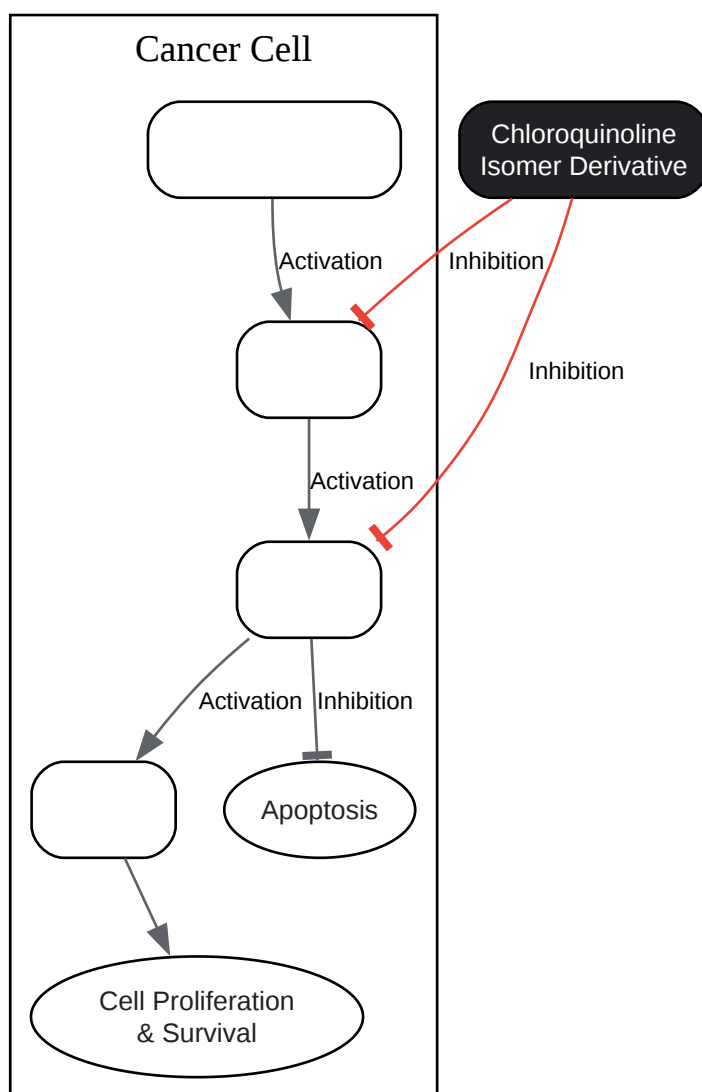 Cancer Cell
Chloroquinoline
Isomer Derivative
Activation
Inhibition
Inhibition
Activation
Activation
Inhibition
Apoptosis
Cell Proliferation
& Survival